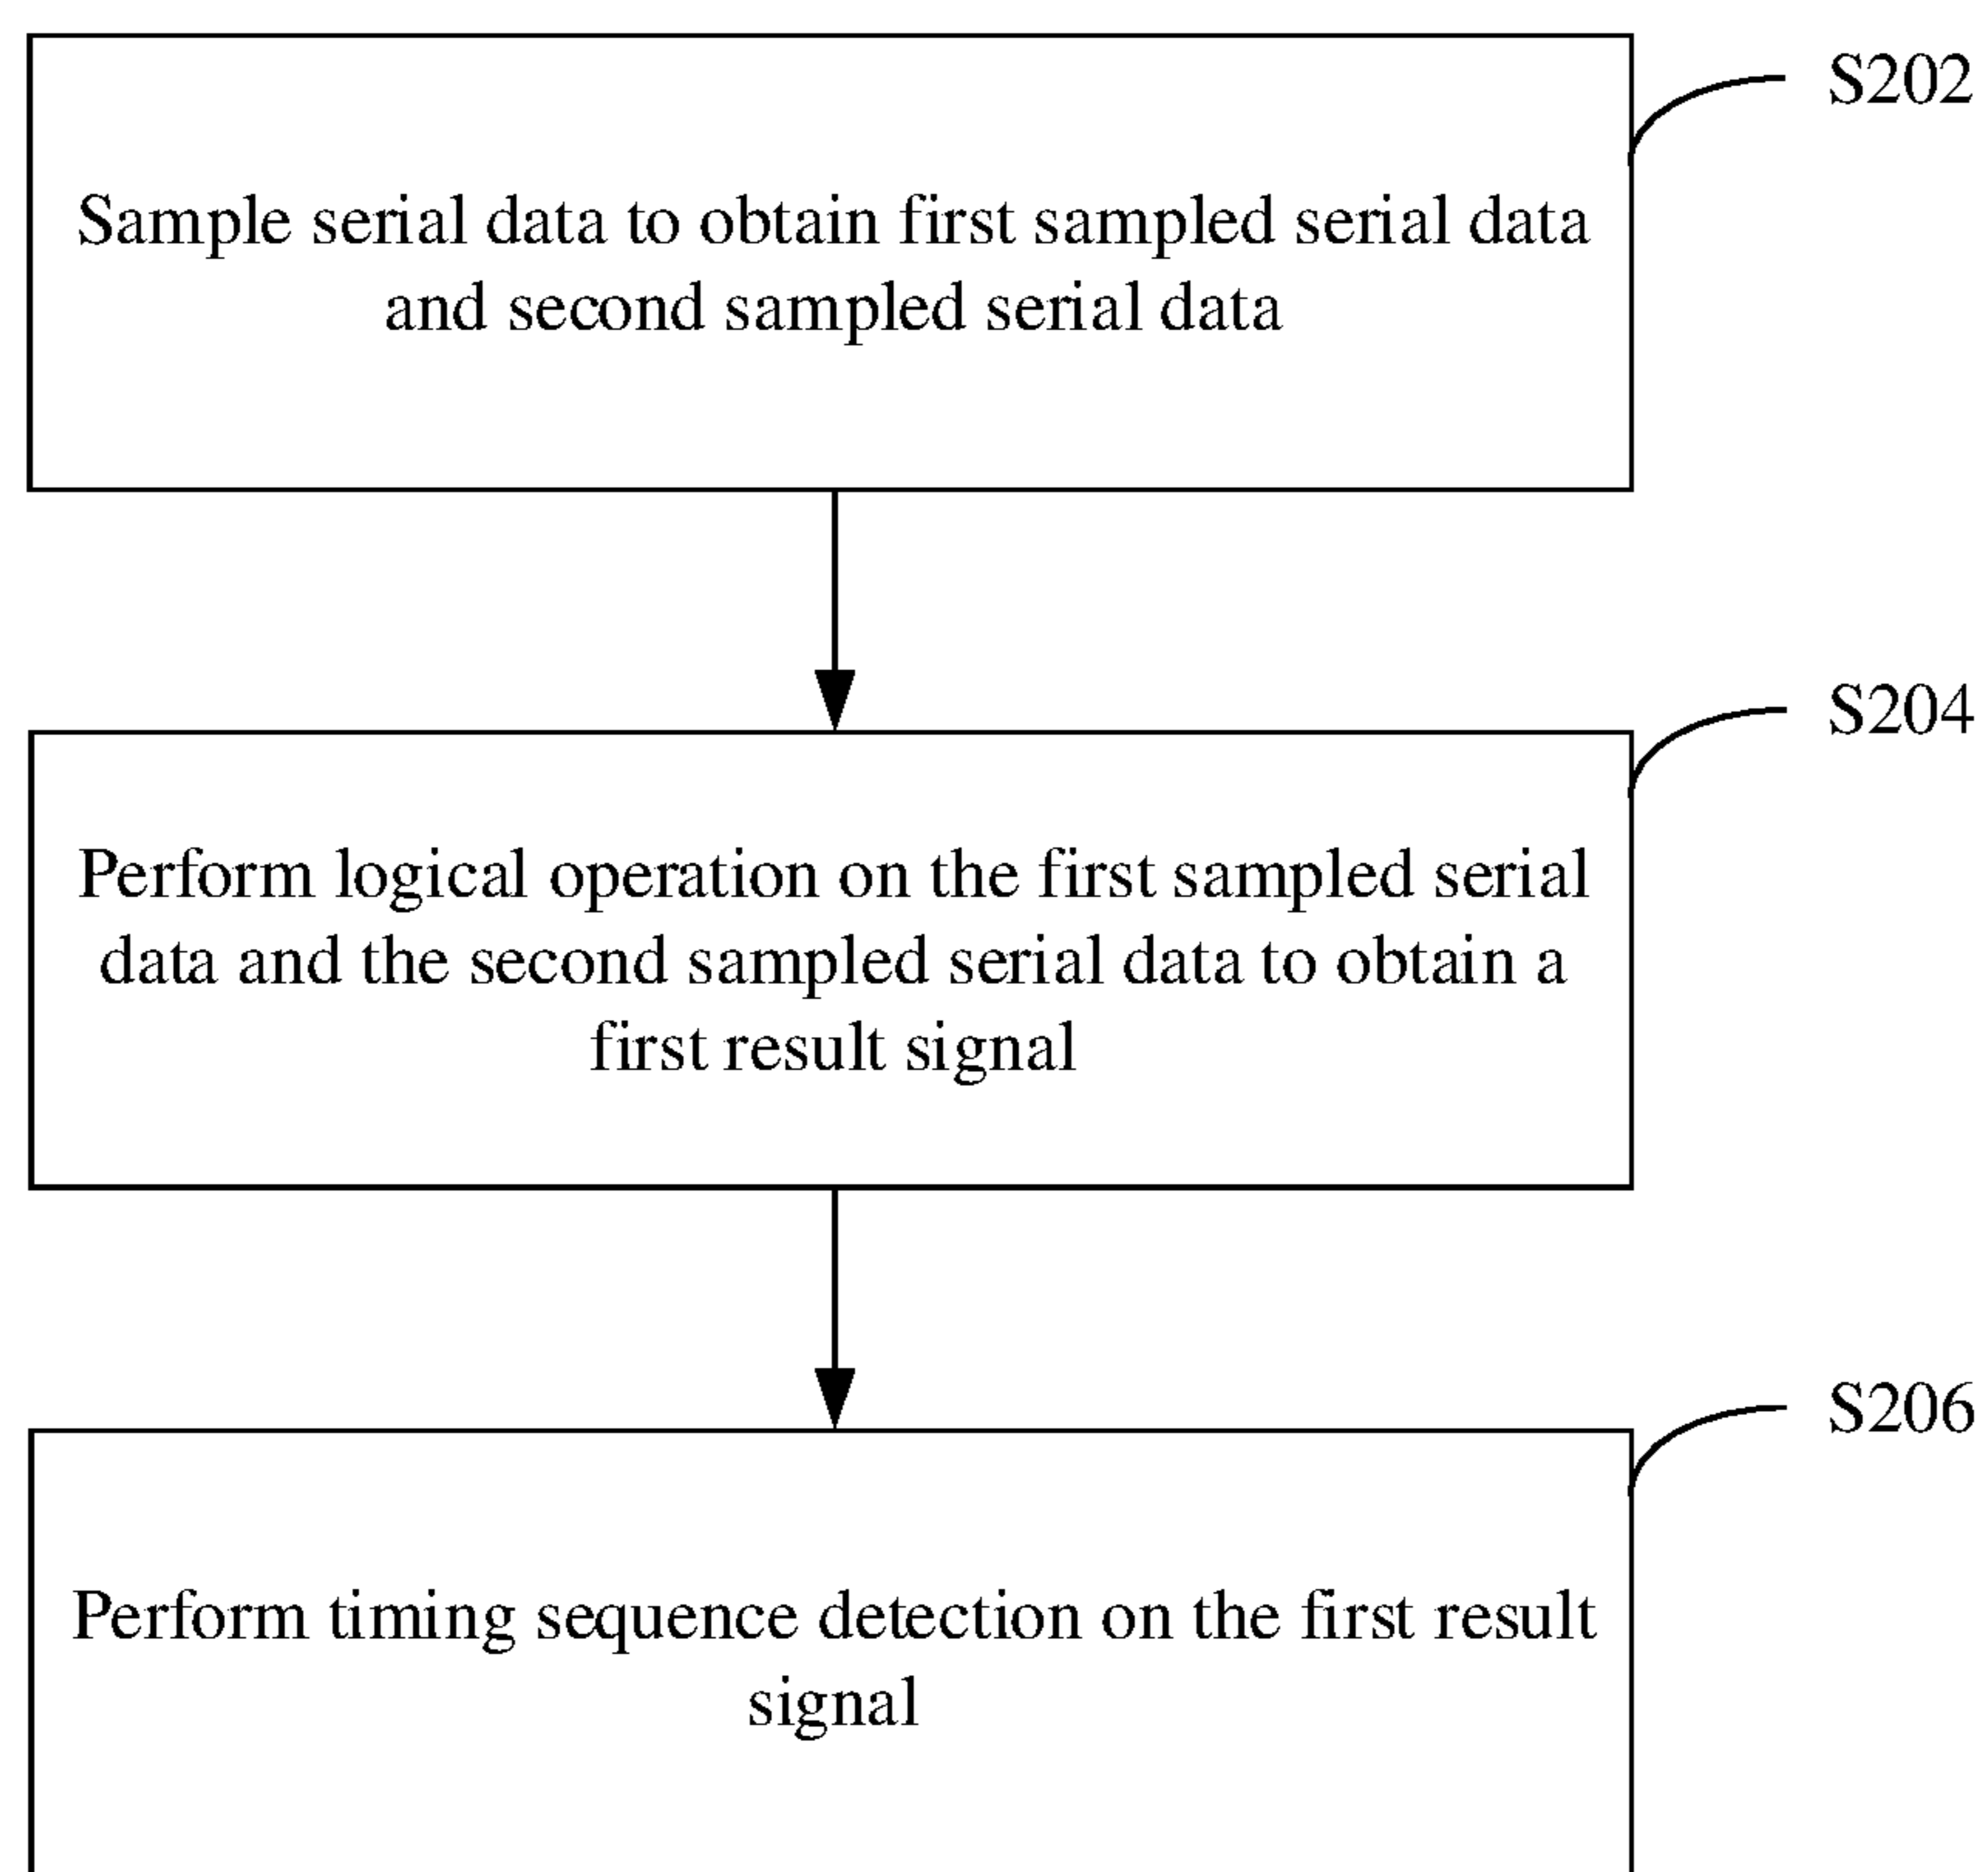 S202
Sample serial data to obtain first sampled serial data
and second sampled serial data
S204
Perform logical operation on the first sampled serial
data and the second sampled serial data to obtain a
first result signal
S206
Perform timing sequence detection on the first result
signal